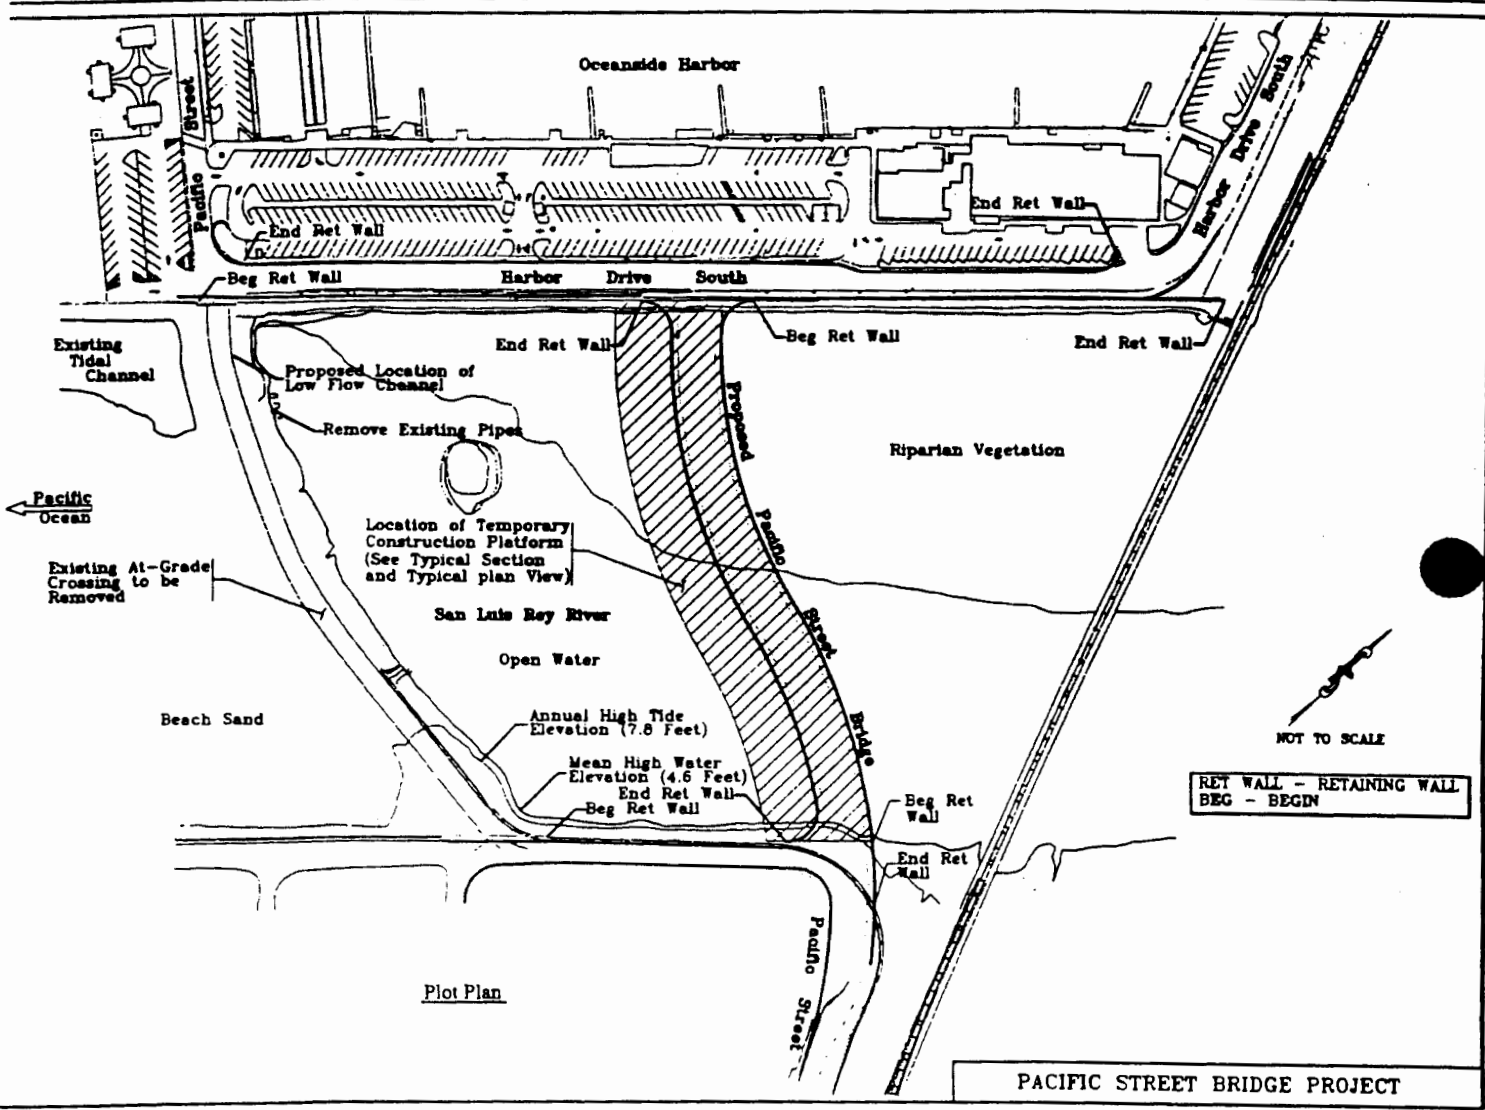 Oceanside Harbor
Street
Pacific
Harbor Drive South
End Ret Wall
End Ret Wall
Beg Ret Wall
Harbor Drive South
Existing
Tidal
Channel
End Ret Wall
Beg Ret Wall
End Ret Wall
Proposed Location of
Low Flow Channel
Remove Existing Pipes
Proposed Pacific Street Bridge
Riparian Vegetation
Pacific
Ocean
Location of Temporary
Construction Platform
(See Typical Section
and Typical plan View)
Existing At-Grade
Crossing to be
Removed
San Luis Rey River
Open Water
Beach Sand
Annual High Tide
Elevation (7.8 Feet)
Mean High Water
Elevation (4.6 Feet)
End Ret Wall
Beg Ret Wall
Beg Ret
Wall
End Ret
Wall
NOT TO SCALE
RET WALL - RETAINING WALL
BEG - BEGIN
Pacific Street
Plot Plan
PACIFIC STREET BRIDGE PROJECT